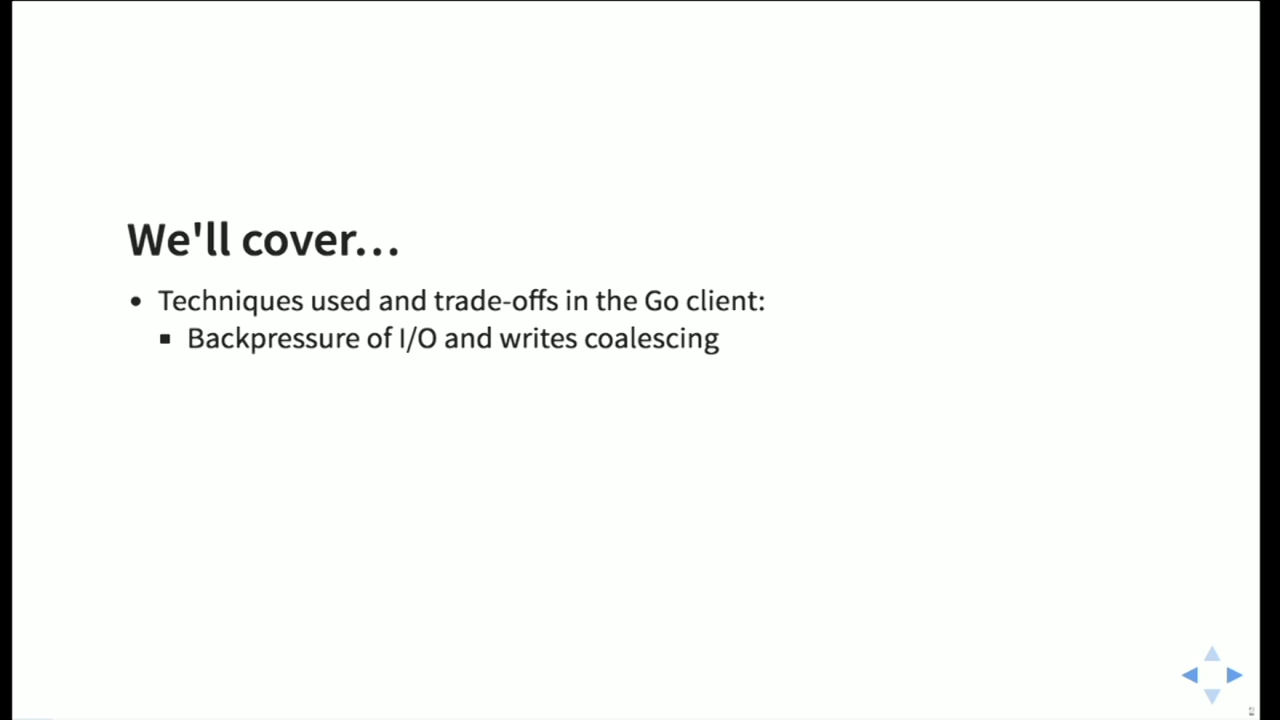 We'll cover…
Techniques used and trade-offs in the Go client:
Backpressure of I/O and writes coalescing